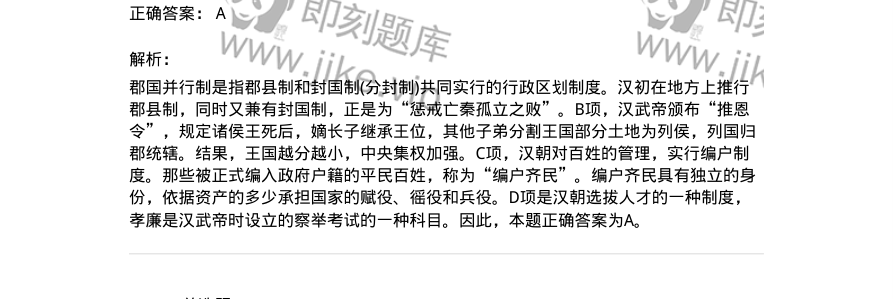 正确答案： A
即刻题库
www.jike.vip
解析：
郡国并行制是指郡县制和封国制(分封制)共同实行的行政区划制度。汉初在地方上推行
郡县制，同时又兼有封国制，正是为“惩戒亡秦孤立之败”。B项，汉武帝颁布“推恩
令”，规定诸侯王死后，嫡长子继承王位，其他子弟分割王国部分土地为列侯，列国归
郡统辖。结果，王国越分越小，中央集权加强。C项，汉朝对百姓的管理，实行编户制
度。那些被正式编入政府户籍的平民百姓，称为“编户齐民”。编户齐民具有独立的身
份，依据资产的多少承担国家的赋役、徭役和兵役。D项是汉朝选拔人才的一种制度，
孝廉是汉武帝时设立的察举考试的一种科目。因此，本题正确答案为A。